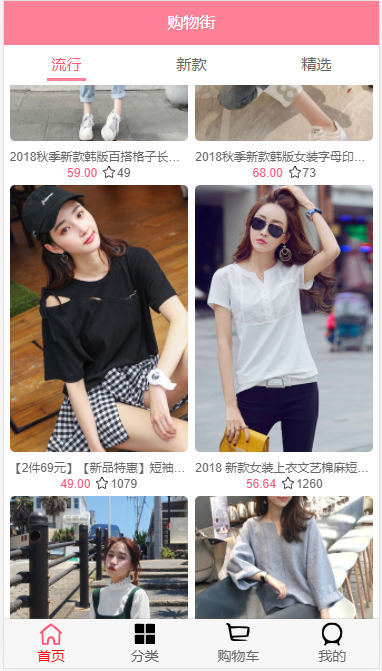 购物街
流行 新款 精选
2018秋季新款韩版百搭格子长… 2018秋季新款韩版女装字母印…
59.00 49 68.00 73
【2件69元】【新品特惠】短袖… 2018 新款女装上衣文艺棉麻短…
49.00 1079 56.64 1260
首页 分类 购物车 我的